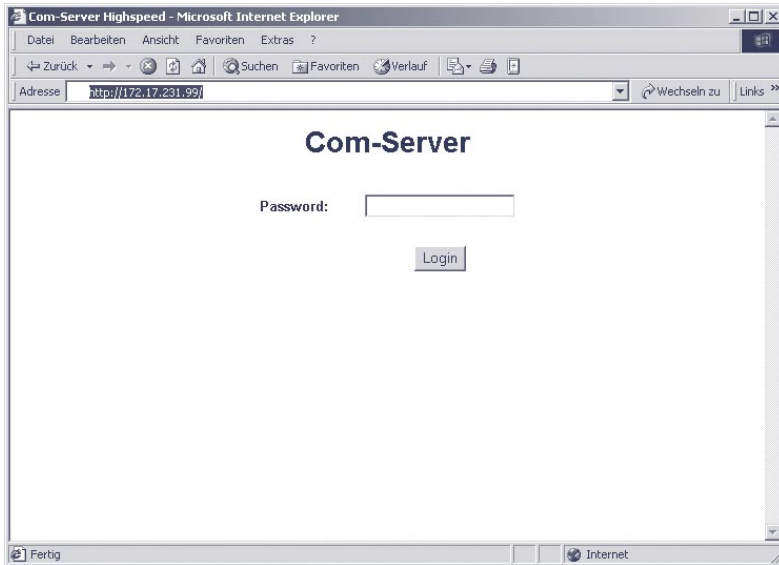 Com-Server Highspeed - Microsoft Internet Explorer
Datei Bearbeiten Ansicht Favoriten Extras ?
Zurück Suchen Favoriten Verlauf
Adresse http://172.17.231.99/ Wechseln zu Links »
Com-Server
Password:
Login
Fertig Internet